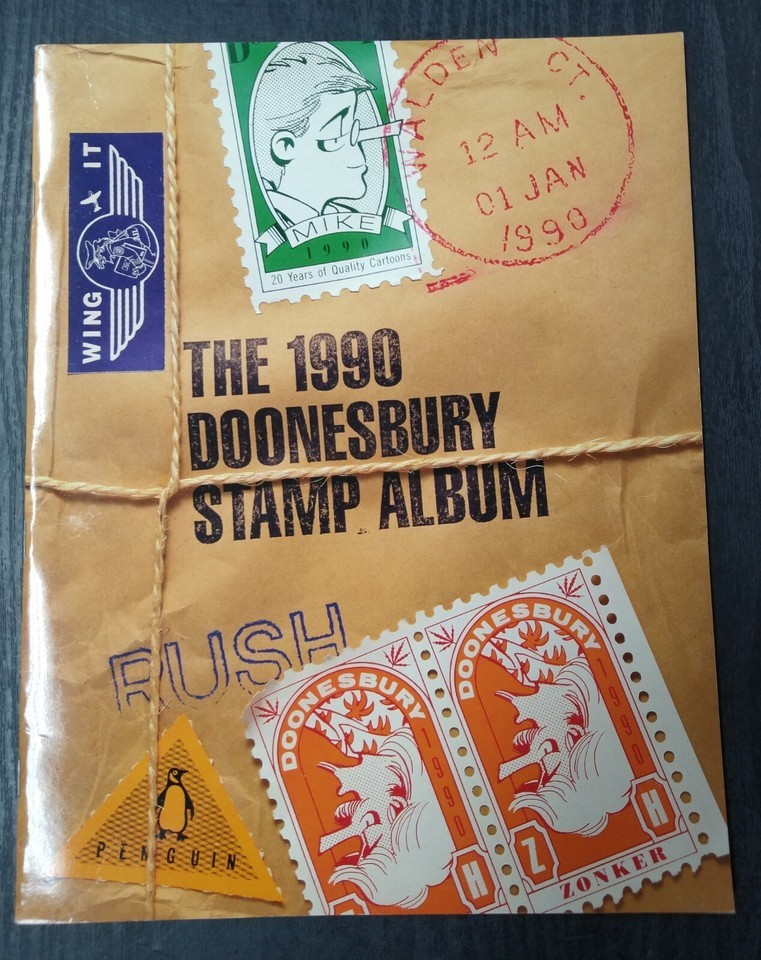 WING IT
MIKE
1990
20 Years of Quality Cartoons
WALDEN CT.
12 AM
01 JAN
1990
THE 1990
DOONESBURY
STAMP ALBUM
RUSH
PENGUIN
DOONESBURY
1990
H
DOONESBURY
1990
Z
H
ZONKER